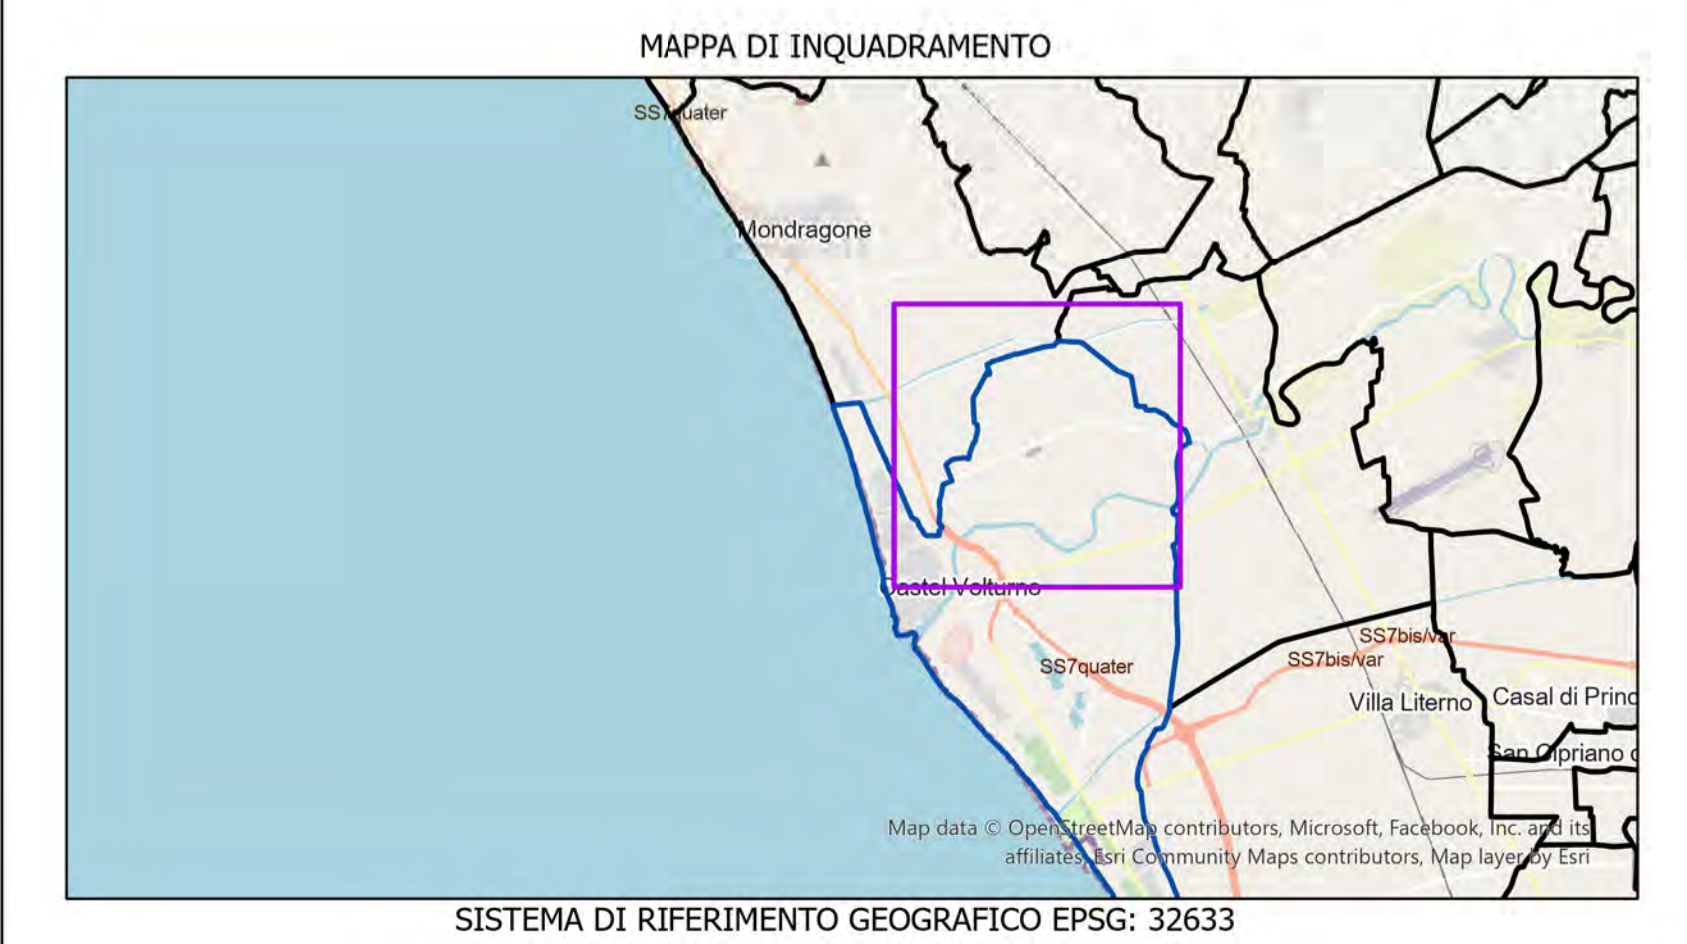 MAPPA DI INQUADRAMENTO
SS7quater
Mondragone
Castel Volturno
SS7bis/var
SS7bis/var
SS7quater
Villa Literno
Casal di Princ
San Cipriano d
Map data © OpenStreetMap contributors, Microsoft, Facebook, Inc. and its
affiliates, Esri Community Maps contributors, Map layer by Esri
SISTEMA DI RIFERIMENTO GEOGRAFICO EPSG: 32633